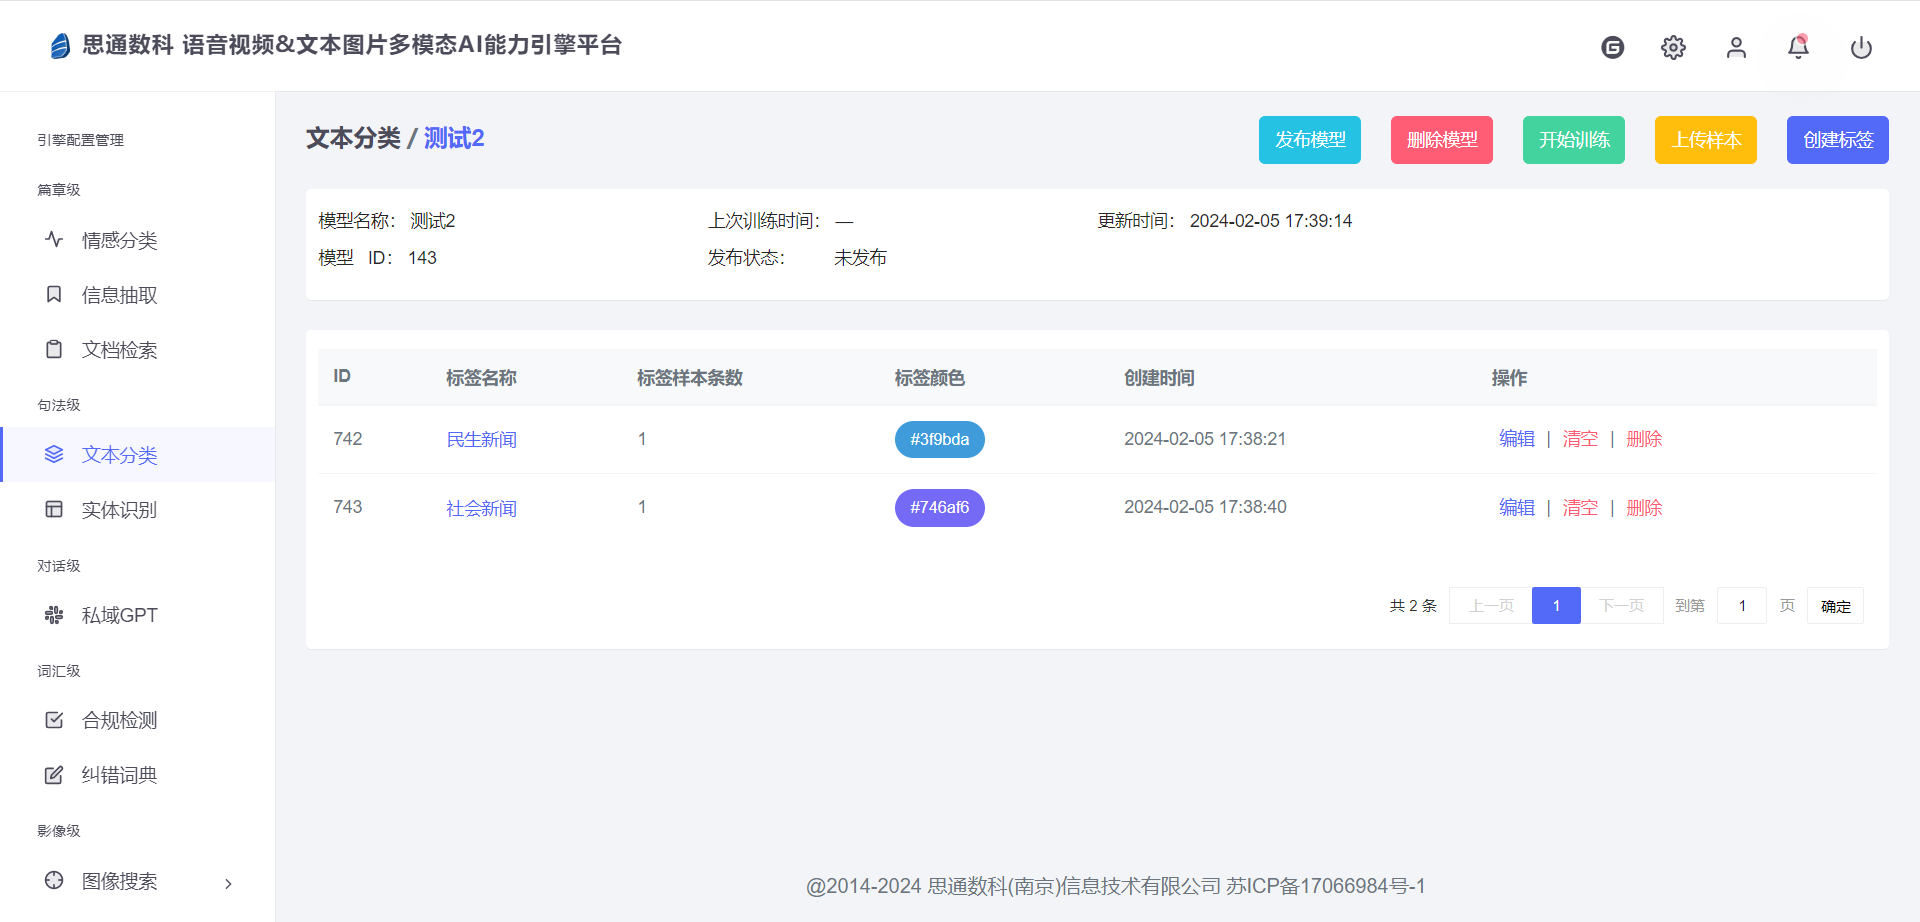 思通数科 语音视频&文本图片多模态AI能力引擎平台
引擎配置管理
篇章级
情感分类
信息抽取
文档检索
句法级
文本分类
实体识别
对话级
私域GPT
词汇级
合规检测
纠错词典
影像级
图像搜索
文本分类 / 测试2
发布模型 删除模型 开始训练 上传样本 创建标签
模型名称： 测试2 上次训练时间： — 更新时间： 2024-02-05 17:39:14
模型 ID： 143 发布状态： 未发布
ID 标签名称 标签样本条数 标签颜色 创建时间 操作
742 民生新闻 1 #3f9bda 2024-02-05 17:38:21 编辑 | 清空 | 删除
743 社会新闻 1 #746af6 2024-02-05 17:38:40 编辑 | 清空 | 删除
共 2 条 上一页 1 下一页 到第 1 页 确定
@2014-2024 思通数科(南京)信息技术有限公司 苏ICP备17066984号-1